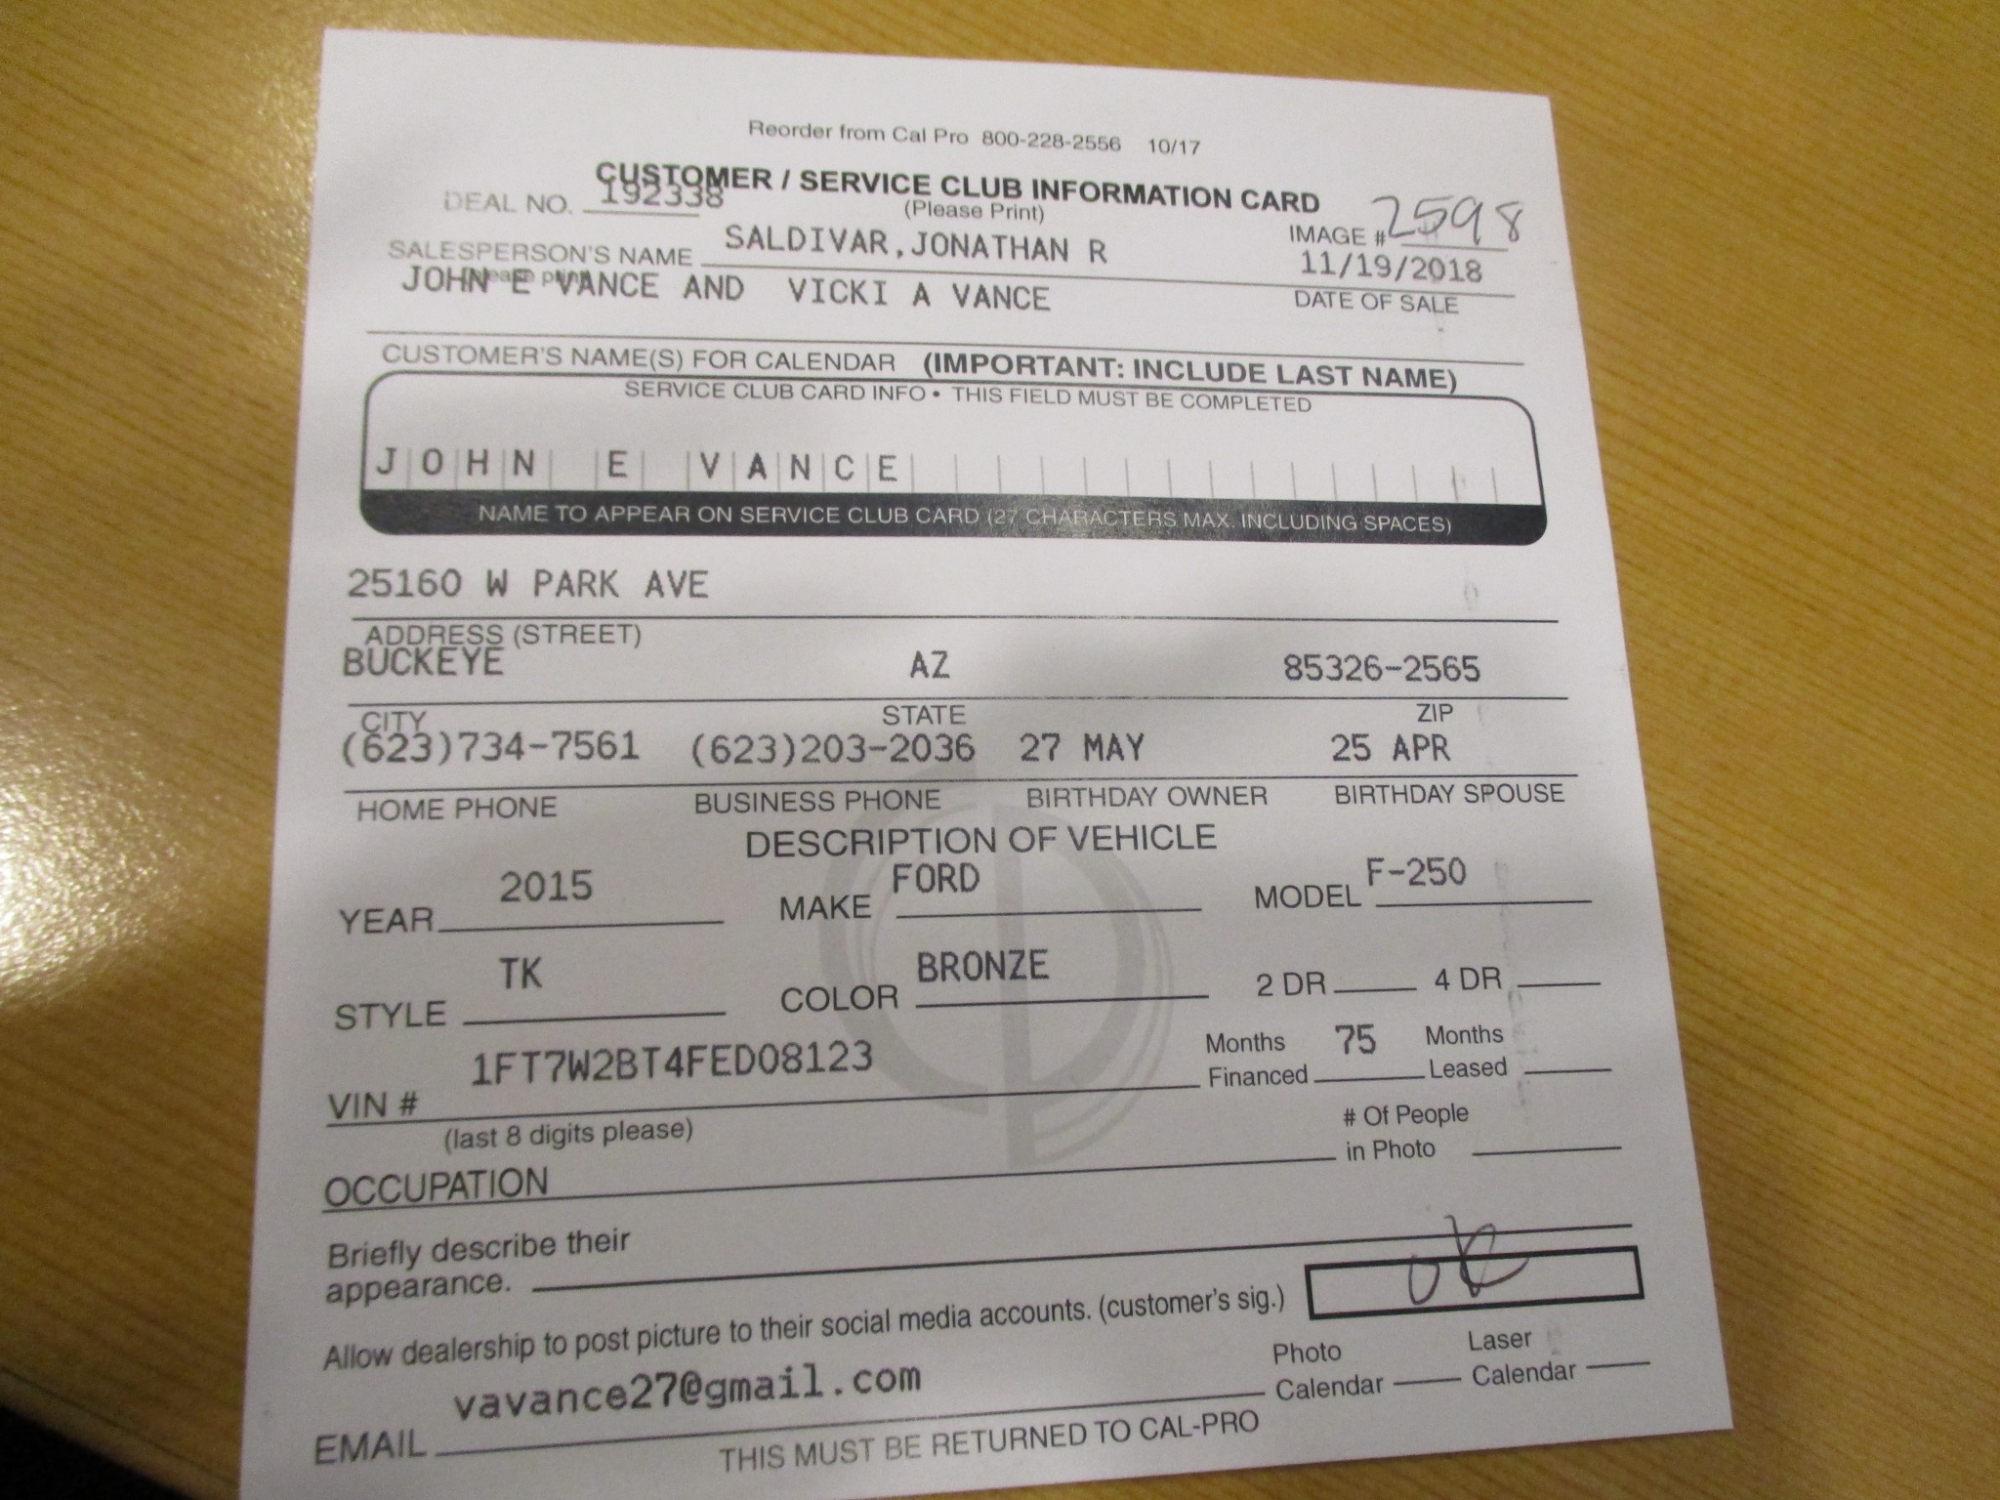 Reorder from Cal Pro 800-228-2556 10/17
CUSTOMER / SERVICE CLUB INFORMATION CARD
(Please Print)
DEAL NO. 192338
IMAGE # 2598
SALESPERSON'S NAME SALDIVAR,JONATHAN R
11/19/2018
(please print)
JOHN E VANCE AND VICKI A VANCE
DATE OF SALE
CUSTOMER'S NAME(S) FOR CALENDAR (IMPORTANT: INCLUDE LAST NAME)
SERVICE CLUB CARD INFO • THIS FIELD MUST BE COMPLETED
JOHN E VANCE
NAME TO APPEAR ON SERVICE CLUB CARD (27 CHARACTERS MAX. INCLUDING SPACES)
25160 W PARK AVE
ADDRESS (STREET)
BUCKEYE AZ 85326-2565
CITY STATE ZIP
(623)734-7561 (623)203-2036 27 MAY 25 APR
HOME PHONE BUSINESS PHONE BIRTHDAY OWNER BIRTHDAY SPOUSE
DESCRIPTION OF VEHICLE
YEAR 2015 MAKE FORD MODEL F-250
STYLE TK COLOR BRONZE 2 DR 4 DR
VIN # 1FT7W2BT4FED08123 Months Financed 75 Months Leased
(last 8 digits please)
# Of People in Photo
OCCUPATION
Briefly describe their
appearance.
Allow dealership to post picture to their social media accounts. (customer's sig.) ok
EMAIL vavance27@gmail.com Photo Calendar Laser Calendar
THIS MUST BE RETURNED TO CAL-PRO